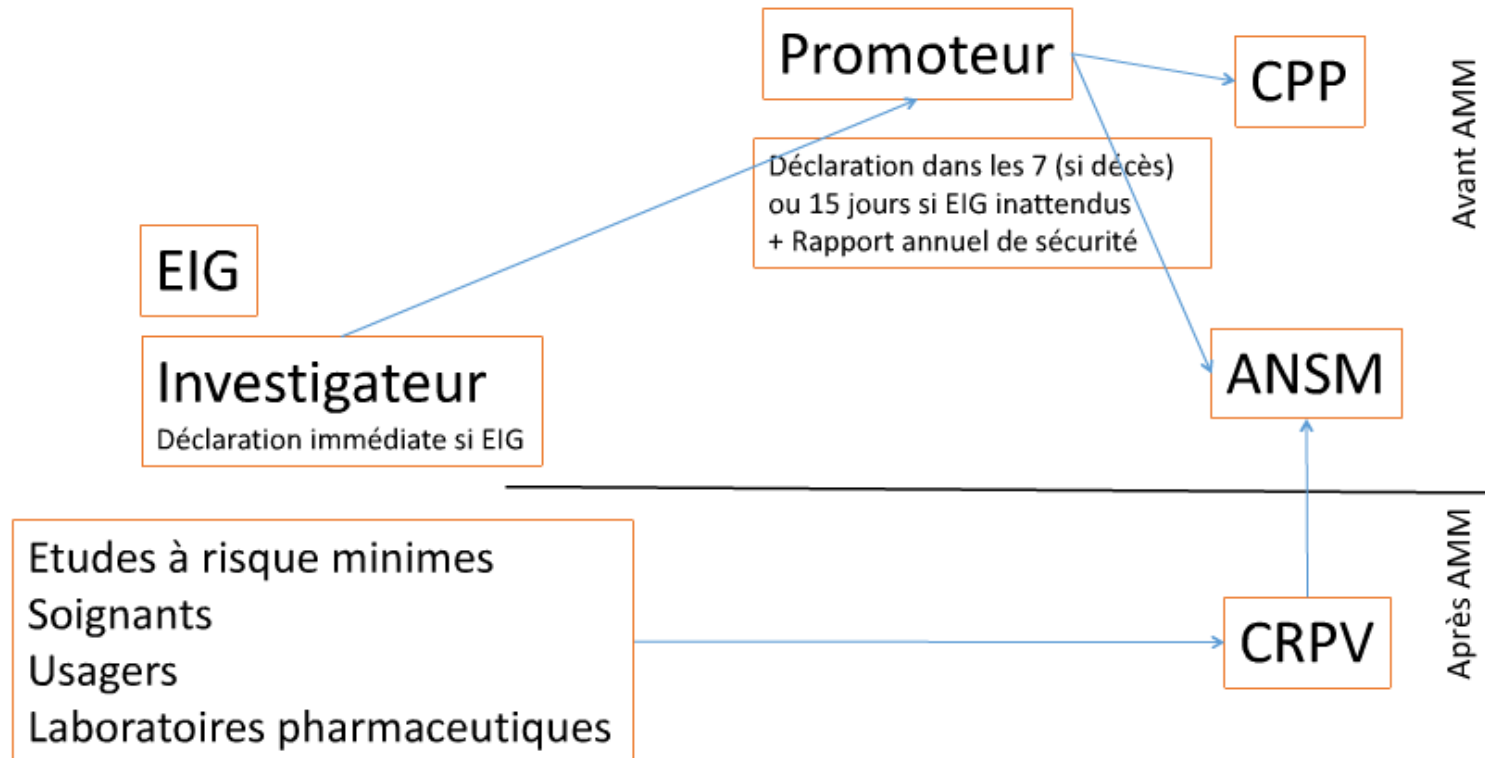 Promoteur
CPP
Avant AMM
Déclaration dans les 7 (si décès)
ou 15 jours si EIG inattendus
+ Rapport annuel de sécurité
EIG
Investigateur
Déclaration immédiate si EIG
ANSM
Etudes à risque minimes
Soignants
Usagers
Laboratoires pharmaceutiques
CRPV
Après AMM